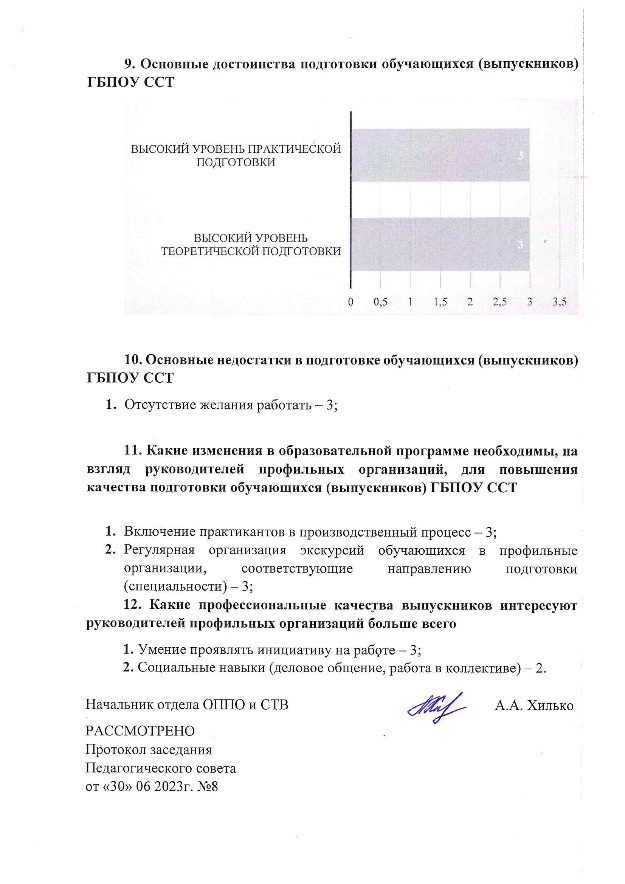 9. Основные достоинства подготовки обучающихся (выпускников)
ГБПОУ ССТ
ВЫСОКИЙ УРОВЕНЬ ПРАКТИЧЕСКОЙ
ПОДГОТОВКИ
3
ВЫСОКИЙ УРОВЕНЬ
ТЕОРЕТИЧЕСКОЙ ПОДГОТОВКИ
3
0 0,5 1 1,5 2 2,5 3 3,5
10. Основные недостатки в подготовке обучающихся (выпускников)
ГБПОУ ССТ
1. Отсутствие желания работать – 3;
11. Какие изменения в образовательной программе необходимы, на
взгляд руководителей профильных организаций, для повышения
качества подготовки обучающихся (выпускников) ГБПОУ ССТ
1. Включение практикантов в производственный процесс – 3;
2. Регулярная организация экскурсий обучающихся в профильные
организации, соответствующие направлению подготовки
(специальности) – 3;
12. Какие профессиональные качества выпускников интересуют
руководителей профильных организаций больше всего
1. Умение проявлять инициативу на работе – 3;
2. Социальные навыки (деловое общение, работа в коллективе) – 2.
Начальник отдела ОППО и СТВ А.А. Хилько
РАССМОТРЕНО
Протокол заседания
Педагогического совета
от «30» 06 2023г. №8